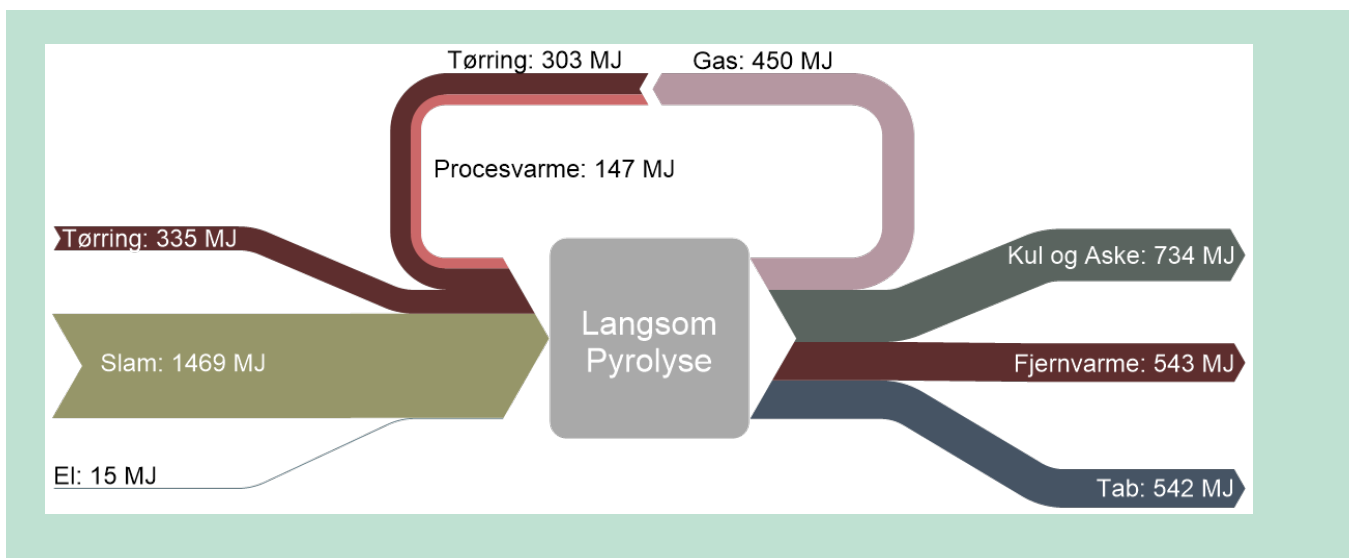 Tørring: 303 MJ
Gas: 450 MJ
Procesvarme: 147 MJ
Tørring: 335 MJ
Kul og Aske: 734 MJ
Langsom
Pyrolyse
Slam: 1469 MJ
Fjernvarme: 543 MJ
El: 15 MJ
Tab: 542 MJ